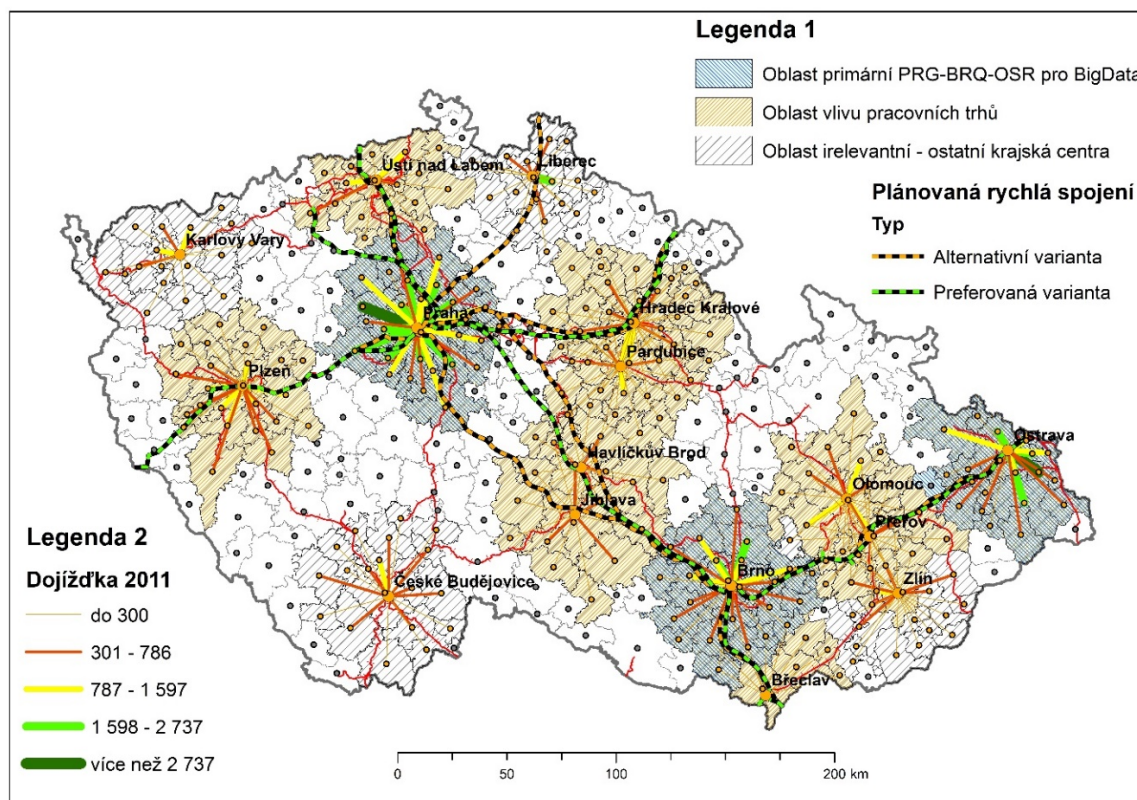 Legenda 1
Oblast primární PRG-BRQ-OSR pro BigData
Oblast vlivu pracovních trhů
Oblast irelevantní - ostatní krajská centra
Plánovaná rychlá spojení
Typ
Alternativní varianta
Preferovaná varianta
Ústí nad Labem
Liberec
Karlovy Vary
Praha
Hradec Králové
Pardubice
Plzeň
Ostrava
Havlíčkův Brod
Olomouc
Jihlava
Přerov
České Budějovice
Brno
Zlín
Břeclav
Legenda 2
Dojížďka 2011
do 300
301 - 786
787 - 1 597
1 598 - 2 737
více než 2 737
0 50 100 200 km